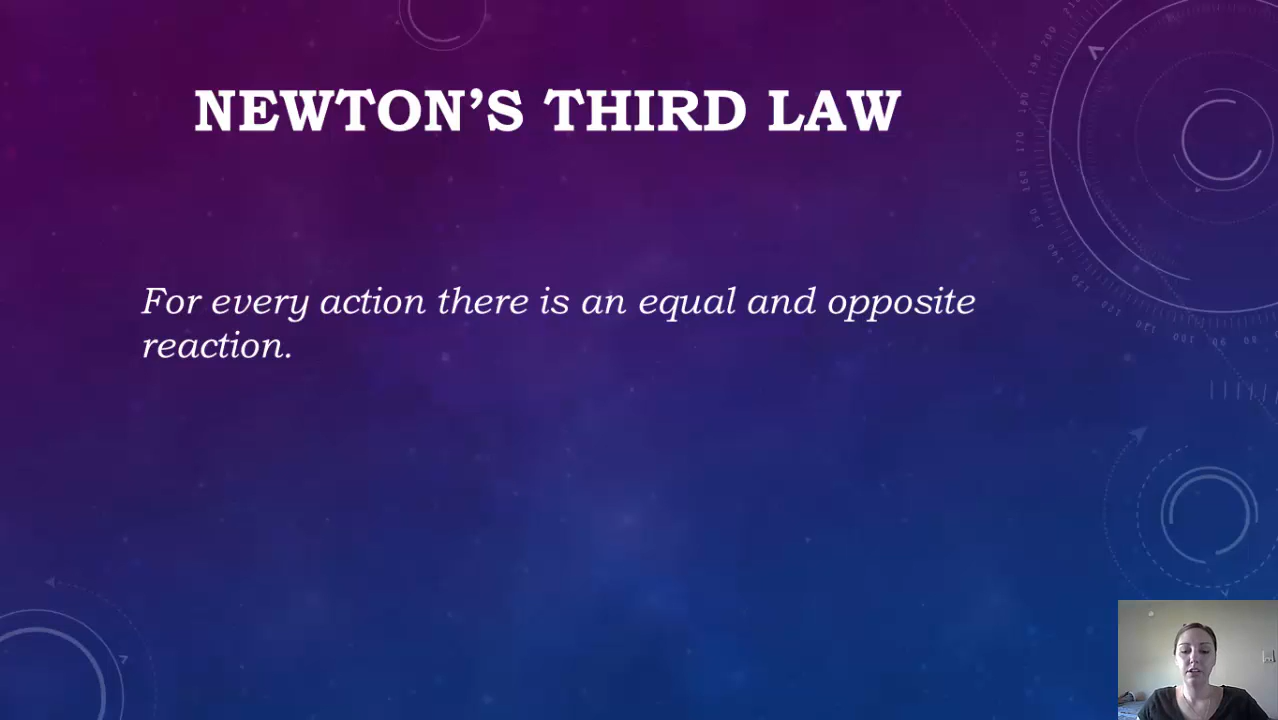 NEWTON'S THIRD LAW
For every action there is an equal and opposite
reaction.